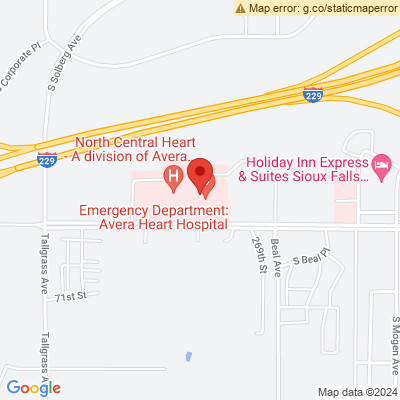 Map error: g.co/staticmaperror
Corporate Pl
S Solberg Ave
229
229
229
North Central Heart
- A division of Avera...
H
Holiday Inn Express
& Suites Sioux Falls...
Emergency Department:
Avera Heart Hospital
Tallgrass Ave
269th St
Beal Ave
S Beal Pl
71st St
Tallgrass Ave
S Mogen Ave
Google
Map data ©2024